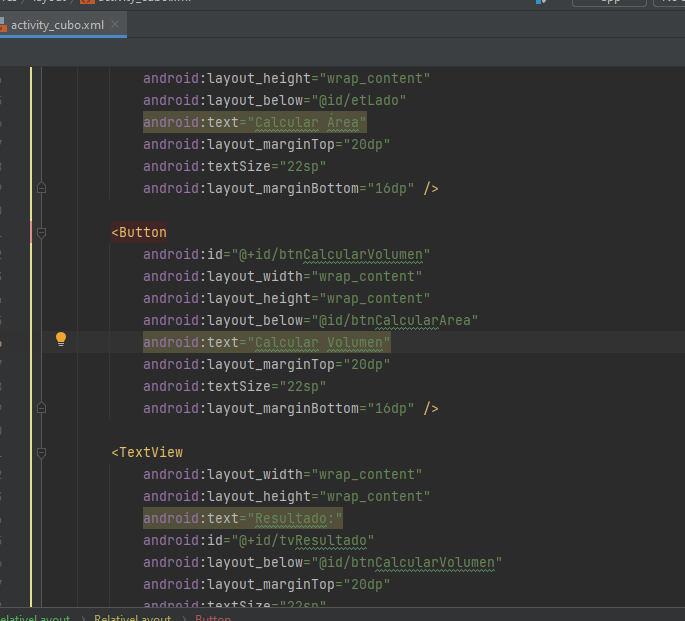 activity_cubo.xml
android:layout_height="wrap_content"
android:layout_below="@id/etLado"
android:text="Calcular Área"
android:layout_marginTop="20dp"
android:textSize="22sp"
android:layout_marginBottom="16dp" />
<Button
android:id="@+id/btnCalcularVolumen"
android:layout_width="wrap_content"
android:layout_height="wrap_content"
android:layout_below="@id/btnCalcularArea"
android:text="Calcular Volumen"
android:layout_marginTop="20dp"
android:textSize="22sp"
android:layout_marginBottom="16dp" />
<TextView
android:layout_width="wrap_content"
android:layout_height="wrap_content"
android:text="Resultado:"
android:id="@+id/tvResultado"
android:layout_below="@id/btnCalcularVolumen"
android:layout_marginTop="20dp"
android:textSize="22sp"
RelativeLayout Button